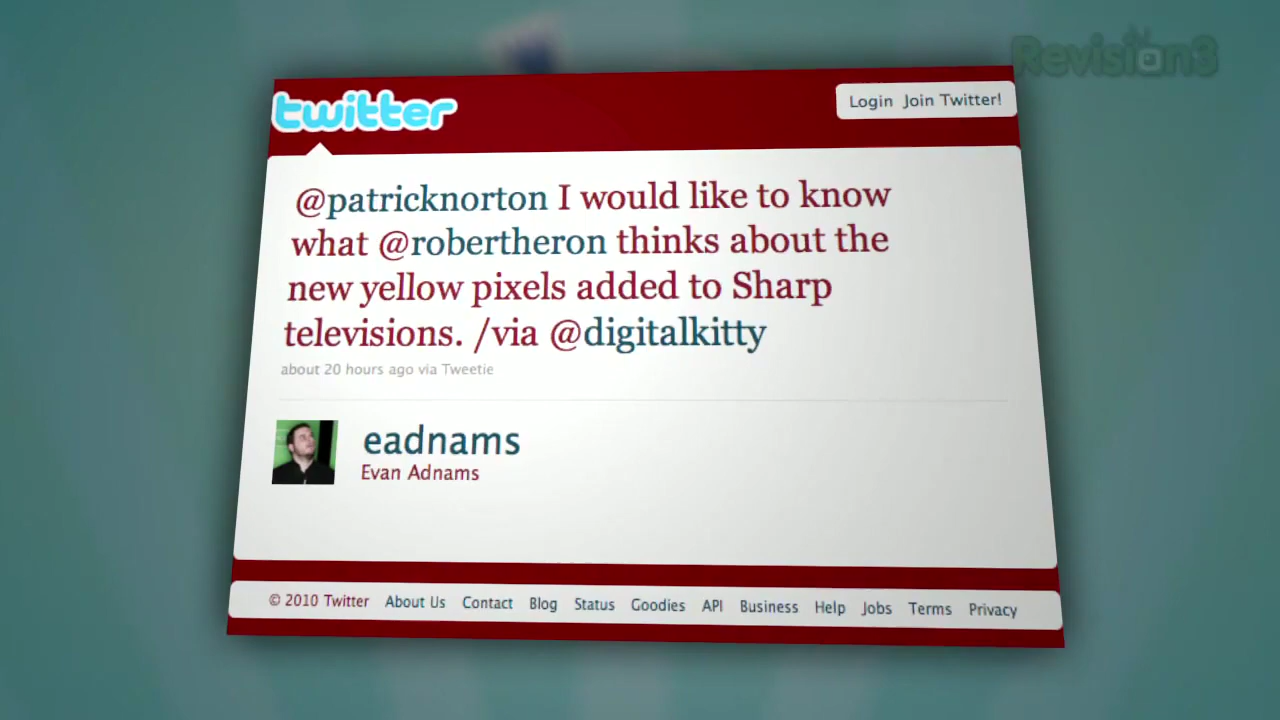 Revision3
twitter
Login Join Twitter!
@patricknorton I would like to know
what @robertheron thinks about the
new yellow pixels added to Sharp
televisions. /via @digitalkitty
about 20 hours ago via Tweetie
eadnams
Evan Adnams
© 2010 Twitter About Us Contact Blog Status Goodies API Business Help Jobs Terms Privacy